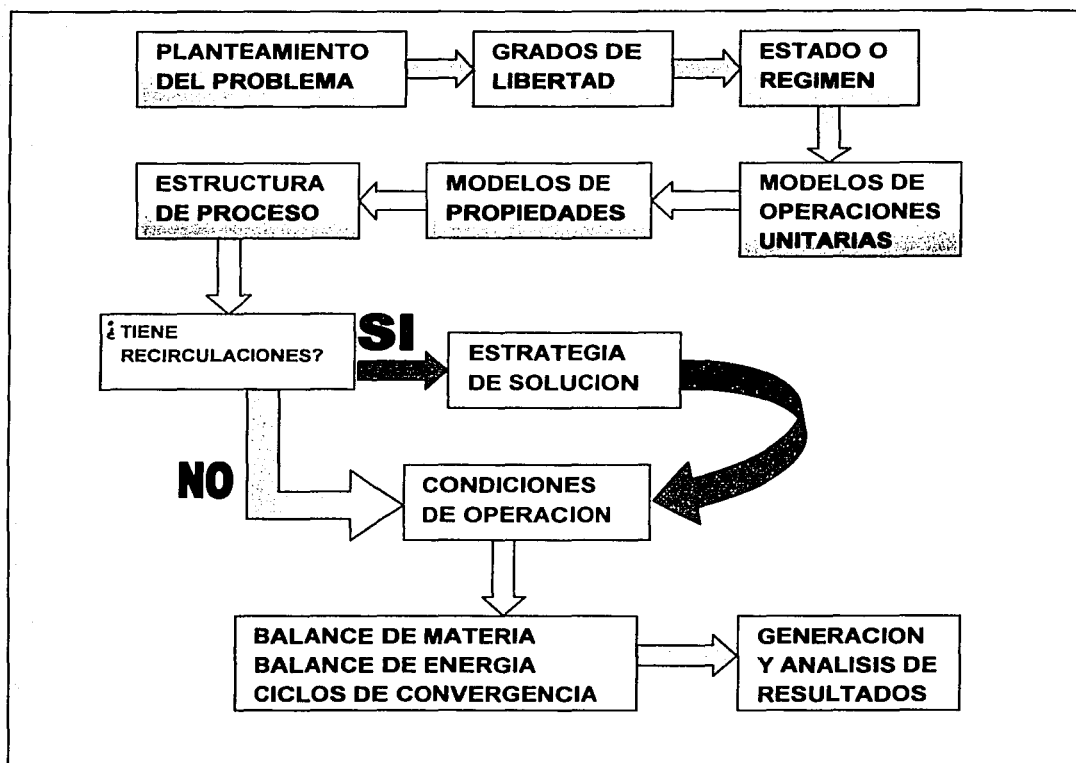 PLANTEAMIENTO
DEL PROBLEMA
GRADOS DE
LIBERTAD
ESTADO O
REGIMEN
MODELOS DE
OPERACIONES
UNITARIAS
MODELOS DE
PROPIEDADES
ESTRUCTURA
DE PROCESO
¿ TIENE
RECIRCULACIONES?
SI
ESTRATEGIA
DE SOLUCION
NO
CONDICIONES
DE OPERACION
BALANCE DE MATERIA
BALANCE DE ENERGIA
CICLOS DE CONVERGENCIA
GENERACION
Y ANALISIS DE
RESULTADOS